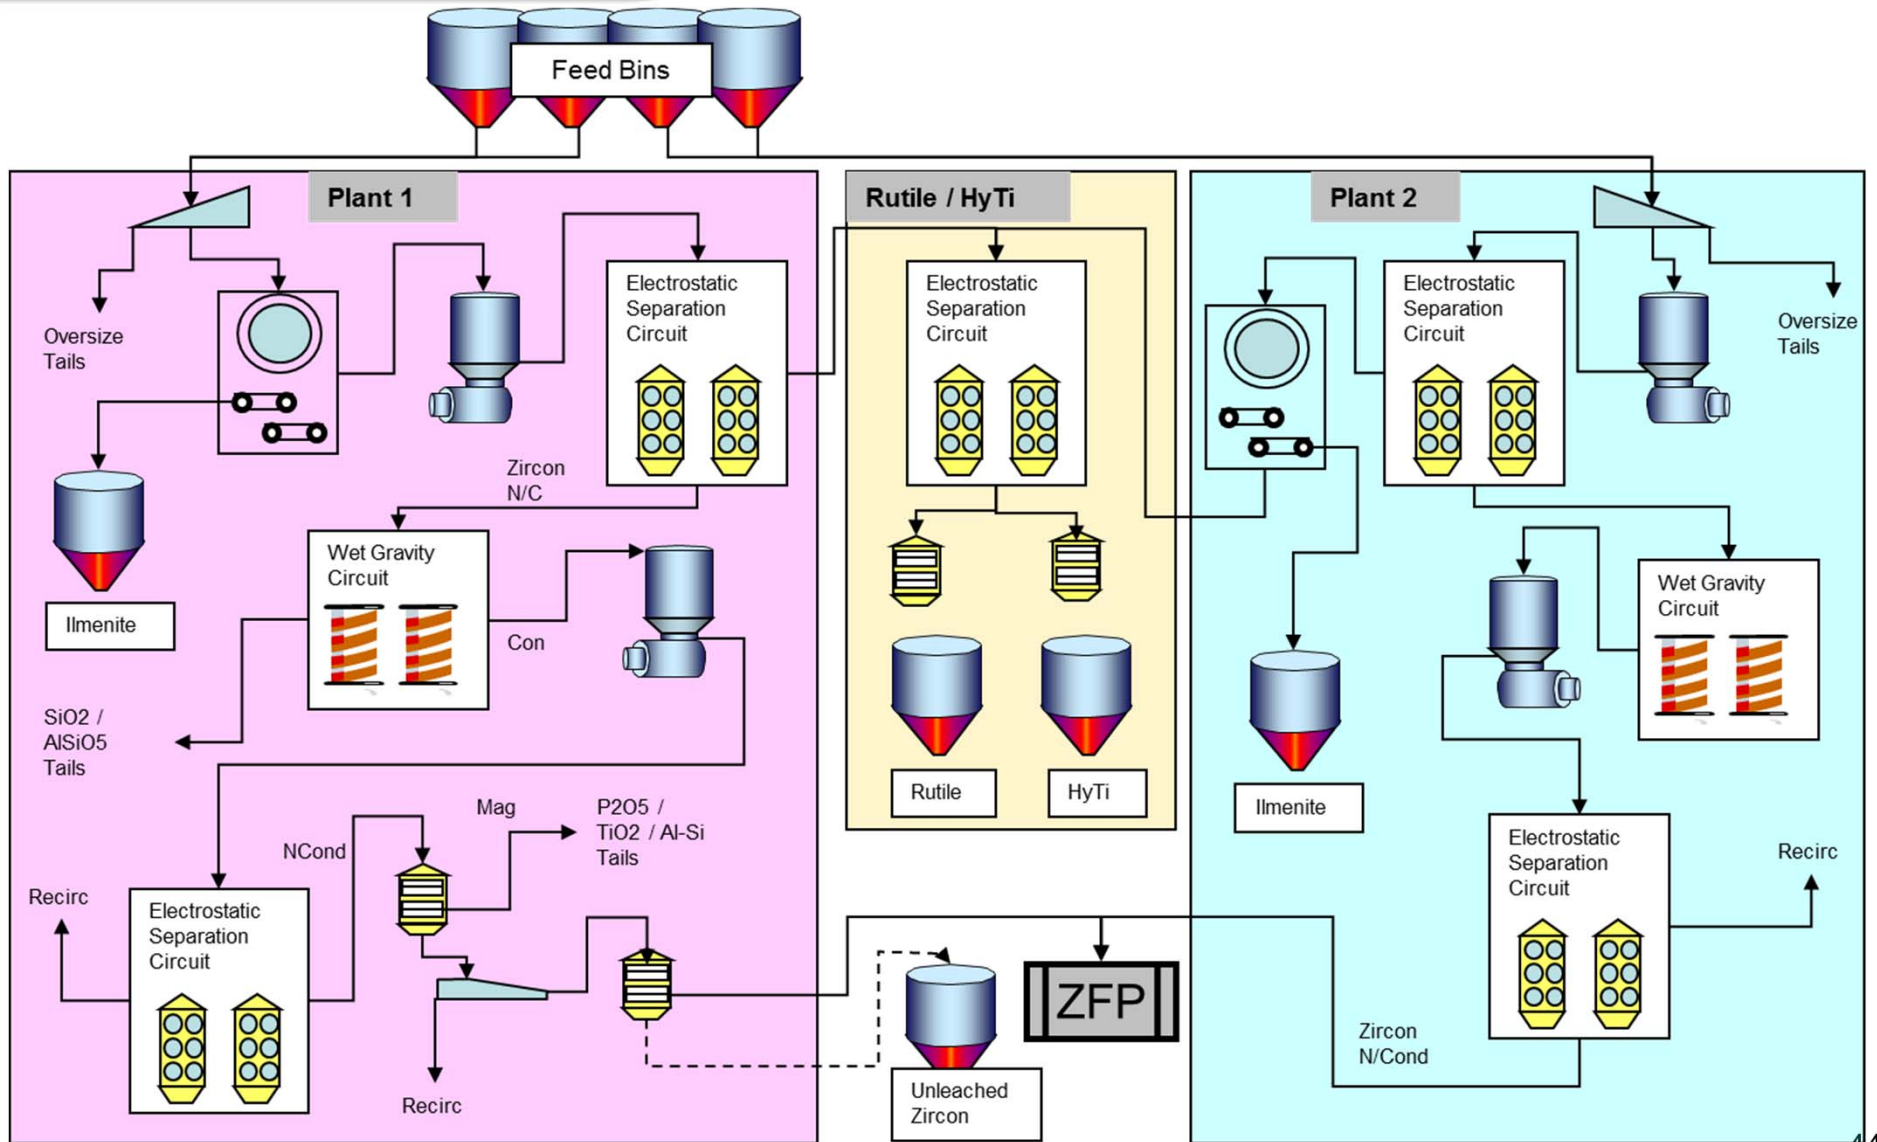 Feed Bins
Plant 1
Rutile / HyTi
Plant 2
Oversize
Tails
Electrostatic
Separation
Circuit
Zircon
N/C
Ilmenite
Wet Gravity
Circuit
Con
SiO2 /
AlSiO5
Tails
Mag
P2O5 /
TiO2 / Al-Si
Tails
NCond
Recirc
Electrostatic
Separation
Circuit
Recirc
Electrostatic
Separation
Circuit
Rutile
HyTi
Unleached
Zircon
ZFP
Electrostatic
Separation
Circuit
Oversize
Tails
Wet Gravity
Circuit
Ilmenite
Electrostatic
Separation
Circuit
Recirc
Zircon
N/Cond